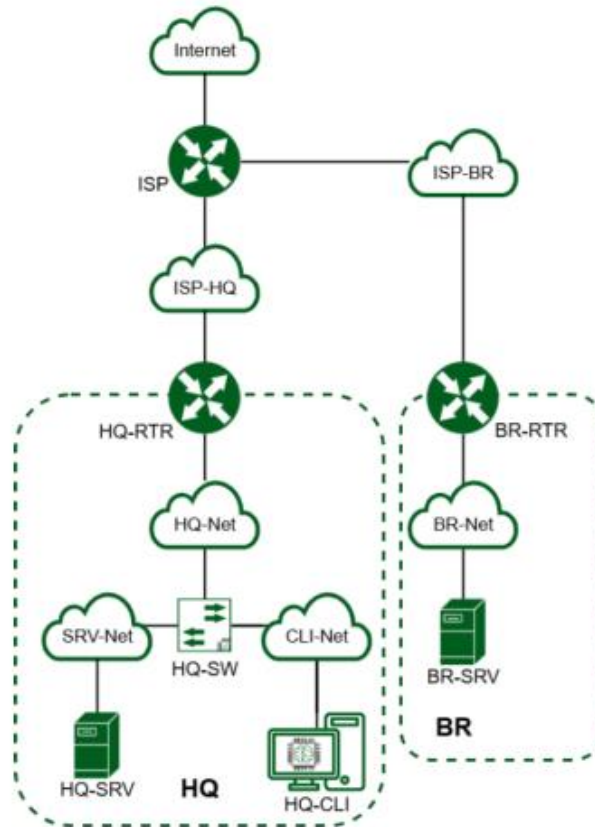 Internet
ISP
ISP-BR
ISP-HQ
HQ-RTR
BR-RTR
HQ-Net
BR-Net
SRV-Net
CLI-Net
HQ-SW
BR-SRV
BR
HQ-SRV
HQ
HQ-CLI